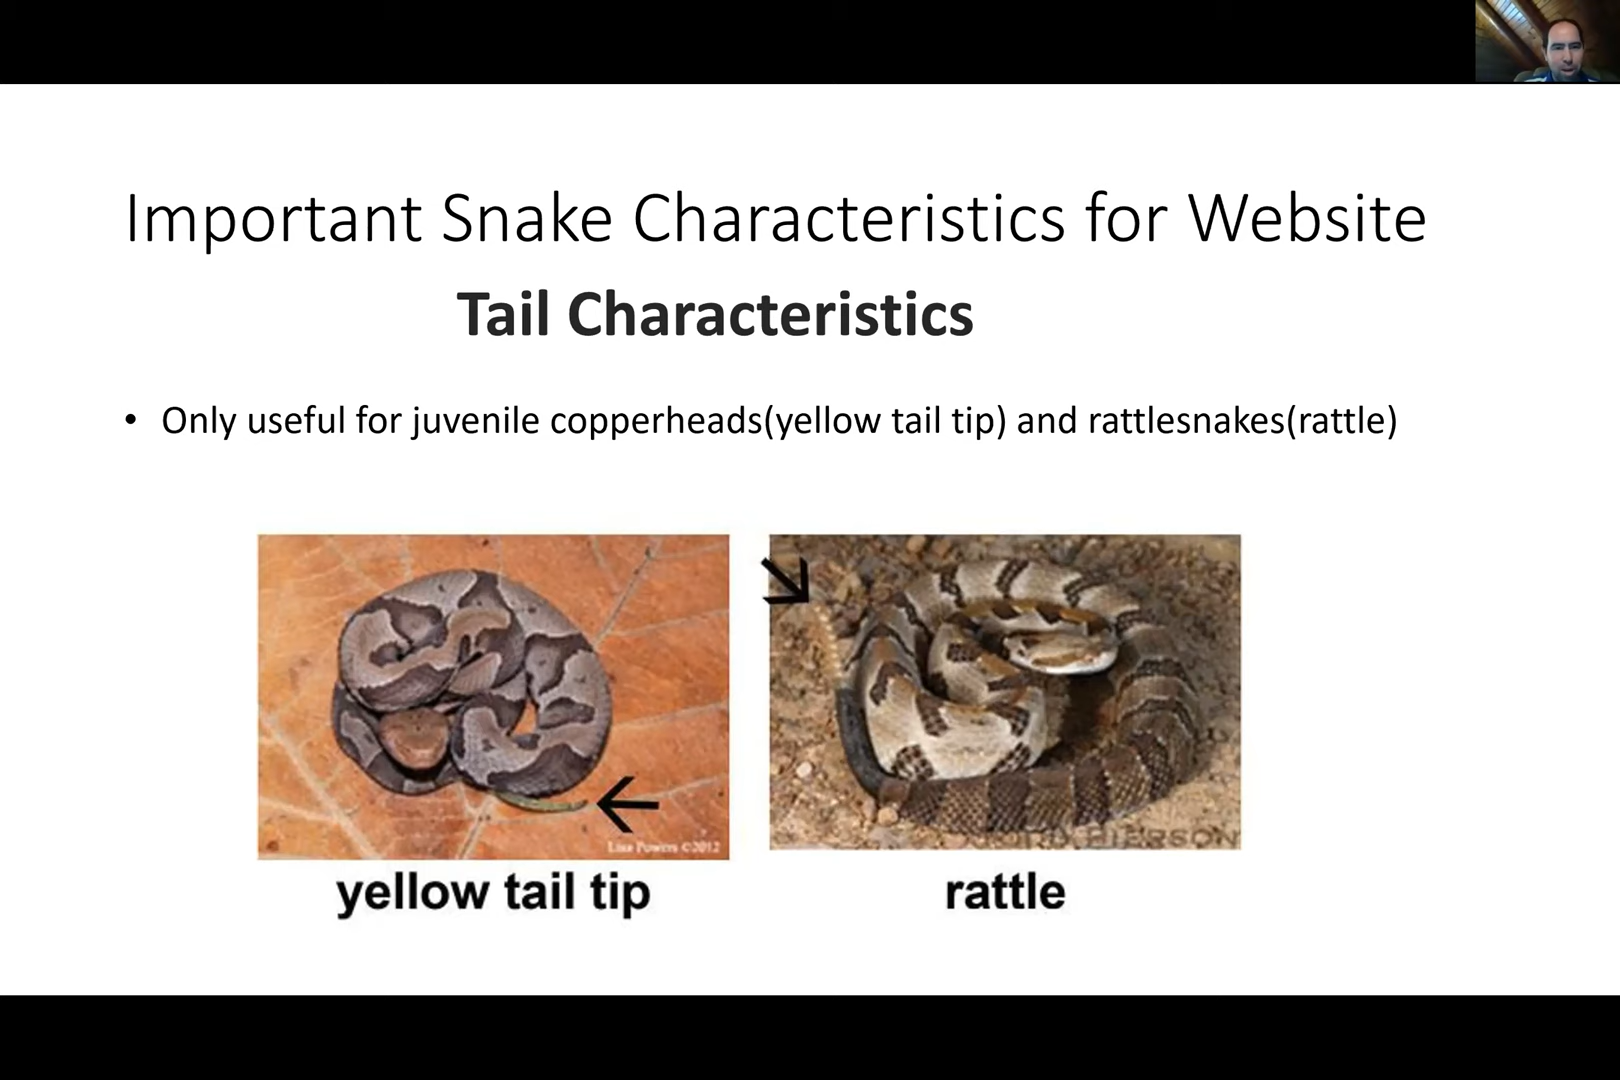 Important Snake Characteristics for Website
Tail Characteristics
• Only useful for juvenile copperheads(yellow tail tip) and rattlesnakes(rattle)
Lisa Powers ©2012
PIERSON
yellow tail tip
rattle